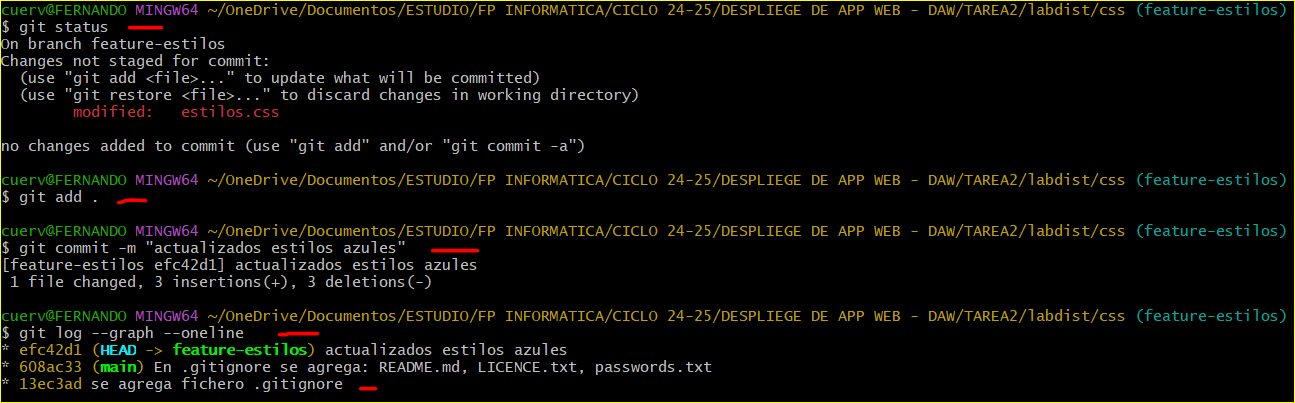 cuerv@FERNANDO MINGW64 ~/OneDrive/Documentos/ESTUDIO/FP INFORMATICA/CICLO 24-25/DESPLIEGE DE APP WEB - DAW/TAREA2/labdist/css (feature-estilos)
$ git status
On branch feature-estilos
Changes not staged for commit:
  (use "git add <file>..." to update what will be committed)
  (use "git restore <file>..." to discard changes in working directory)
        modified:   estilos.css

no changes added to commit (use "git add" and/or "git commit -a")

cuerv@FERNANDO MINGW64 ~/OneDrive/Documentos/ESTUDIO/FP INFORMATICA/CICLO 24-25/DESPLIEGE DE APP WEB - DAW/TAREA2/labdist/css (feature-estilos)
$ git add .

cuerv@FERNANDO MINGW64 ~/OneDrive/Documentos/ESTUDIO/FP INFORMATICA/CICLO 24-25/DESPLIEGE DE APP WEB - DAW/TAREA2/labdist/css (feature-estilos)
$ git commit -m "actualizados estilos azules"
[feature-estilos efc42d1] actualizados estilos azules
 1 file changed, 3 insertions(+), 3 deletions(-)

cuerv@FERNANDO MINGW64 ~/OneDrive/Documentos/ESTUDIO/FP INFORMATICA/CICLO 24-25/DESPLIEGE DE APP WEB - DAW/TAREA2/labdist/css (feature-estilos)
$ git log --graph --oneline
* efc42d1 (HEAD -> feature-estilos) actualizados estilos azules
* 608ac33 (main) En .gitignore se agrega: README.md, LICENCE.txt, passwords.txt
* 13ec3ad se agrega fichero .gitignore